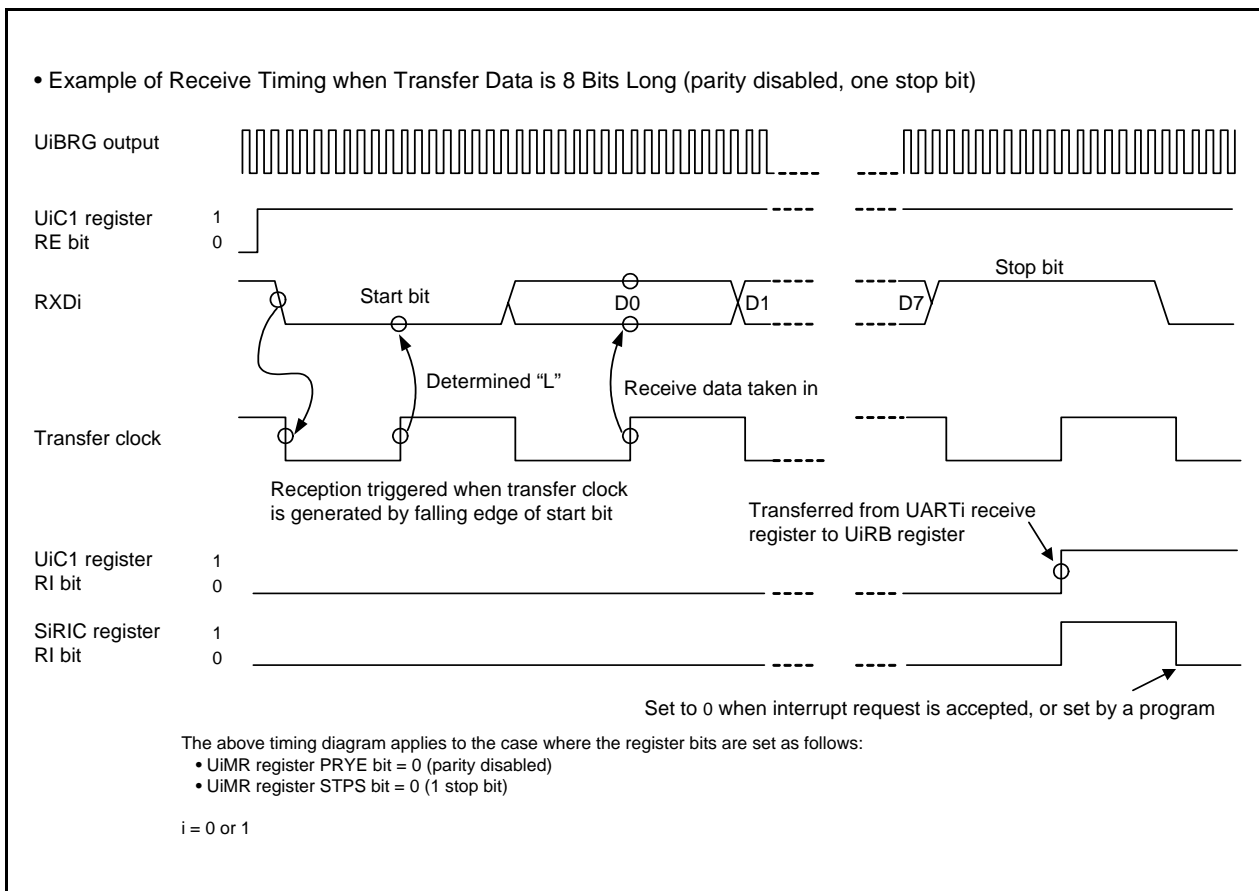 • Example of Receive Timing when Transfer Data is 8 Bits Long (parity disabled, one stop bit)
UiBRG output
UiC1 register 1
RE bit 0
RXDi
Start bit
D0
D1
D7
Stop bit
Determined “L”
Receive data taken in
Transfer clock
Reception triggered when transfer clock
is generated by falling edge of start bit
Transferred from UARTi receive
register to UiRB register
UiC1 register 1
RI bit 0
SiRIC register 1
RI bit 0
Set to 0 when interrupt request is accepted, or set by a program
The above timing diagram applies to the case where the register bits are set as follows:
• UiMR register PRYE bit = 0 (parity disabled)
• UiMR register STPS bit = 0 (1 stop bit)
i = 0 or 1